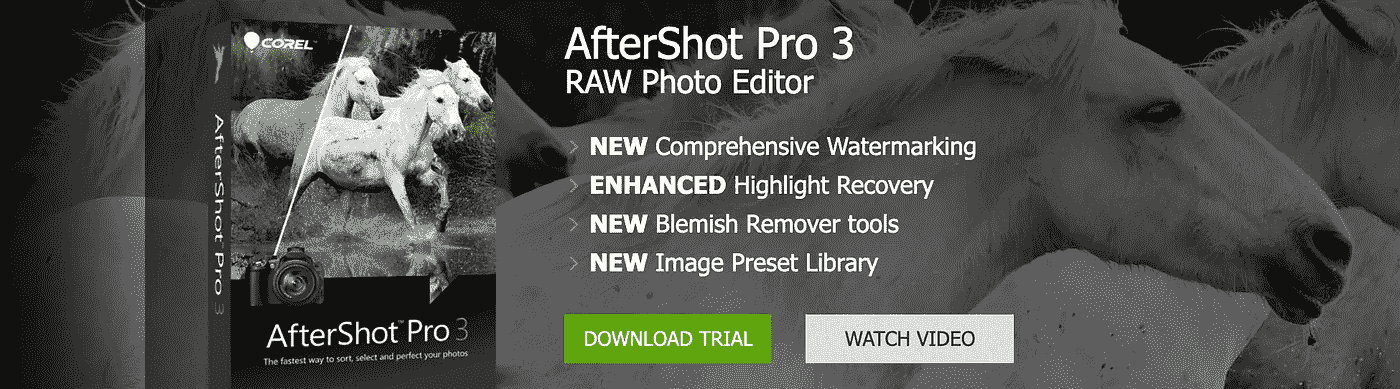 COREL™
AfterShot Pro 3
AfterShot™ Pro 3
The fastest way to sort, select and perfect your photos
AfterShot Pro 3
RAW Photo Editor
NEW Comprehensive Watermarking
ENHANCED Highlight Recovery
NEW Blemish Remover tools
NEW Image Preset Library
DOWNLOAD TRIAL
WATCH VIDEO